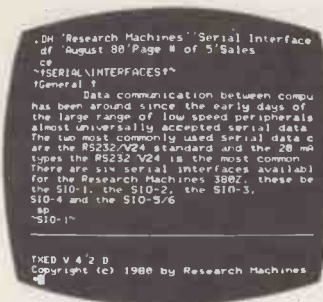 .DH 'Research Machines''Serial Interface
df 'August 80'Page # of 5'Sales
ce
~↑SERIAL\INTERFACES↑~
↑General ↑
Data communication between compu
has been around since the early days of
the large range of low speed peripherals
almost universally accepted serial data
The two most commonly used serial data c
are the RS232/V24 standard and the 20 mA
types the RS232 V24 is the most common
There are six serial interfaces availabl
for the Research Machines 380Z, these be
the SIO-1, the SIO-2, the SIO-3,
SIO-4 and the SIO-5/6
sp
~SIO-1~
TXED V 4'2 D
Copyright (c) 1980 by Research Machines